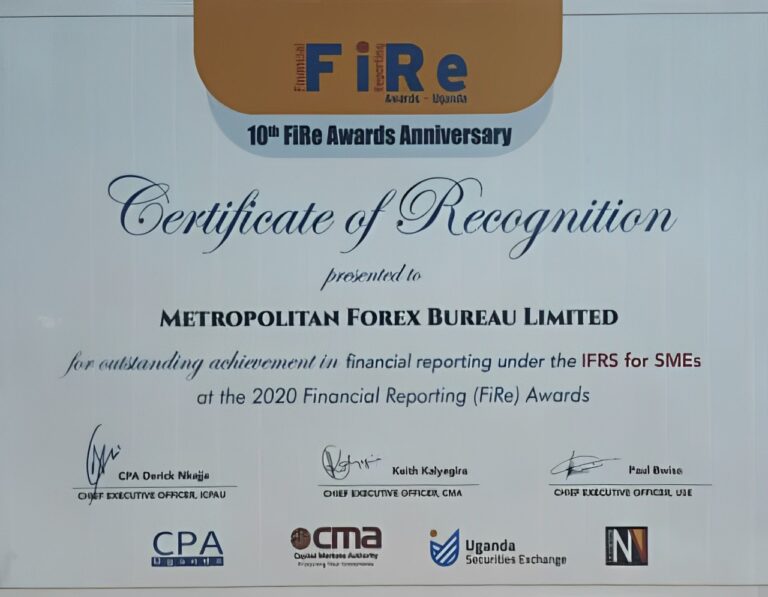 Financial FiRe Reporting
Awards - Uganda
10th FiRe Awards Anniversary
Certificate of Recognition
presented to
METROPOLITAN FOREX BUREAU LIMITED
for outstanding achievement in financial reporting under the IFRS for SMEs
at the 2020 Financial Reporting (FiRe) Awards
CPA Derick Nkajja
CHIEF EXECUTIVE OFFICER, ICPAU
Keith Kalyegira
CHIEF EXECUTIVE OFFICER, CMA
Paul Bwiso
CHIEF EXECUTIVE OFFICER, USE
CPA
Uganda
cma
Capital Markets Authority
Uganda
Securities Exchange
N